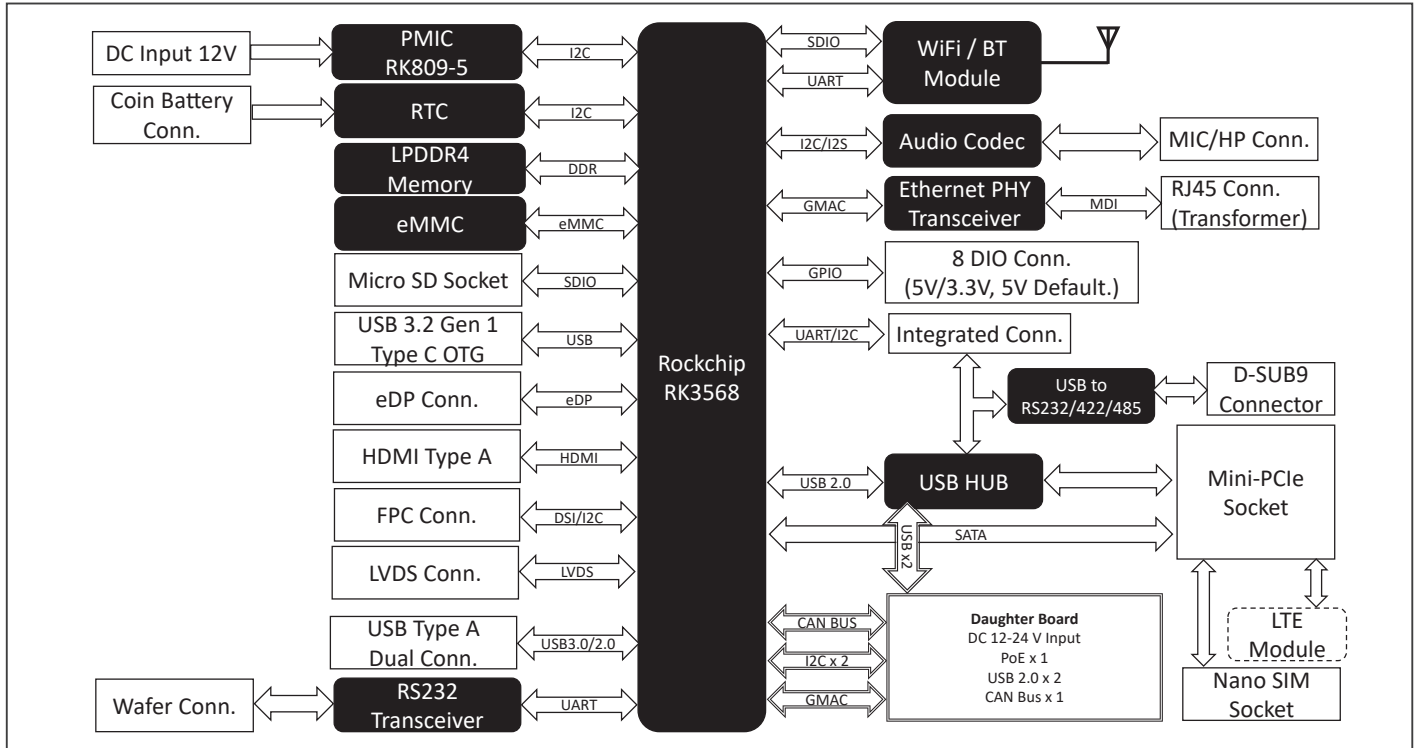 DC Input 12V
PMIC
RK809-5
I2C
Coin Battery
Conn.
RTC
I2C
LPDDR4
Memory
DDR
eMMC
eMMC
Micro SD Socket
SDIO
USB 3.2 Gen 1
Type C OTG
USB
eDP Conn.
eDP
HDMI Type A
HDMI
FPC Conn.
DSI/I2C
LVDS Conn.
LVDS
USB Type A
Dual Conn.
USB3.0/2.0
Wafer Conn.
RS232
Transceiver
UART
Rockchip
RK3568
SDIO
UART
WiFi / BT
Module
I2C/I2S
Audio Codec
MIC/HP Conn.
GMAC
Ethernet PHY
Transceiver
MDI
RJ45 Conn.
(Transformer)
GPIO
8 DIO Conn.
(5V/3.3V, 5V Default.)
UART/I2C
Integrated Conn.
USB to
RS232/422/485
D-SUB9
Connector
USB 2.0
USB HUB
Mini-PCIe
Socket
SATA
USB x2
CAN BUS
I2C x 2
GMAC
Daughter Board
DC 12-24 V Input
PoE x 1
USB 2.0 x 2
CAN Bus x 1
LTE
Module
Nano SIM
Socket